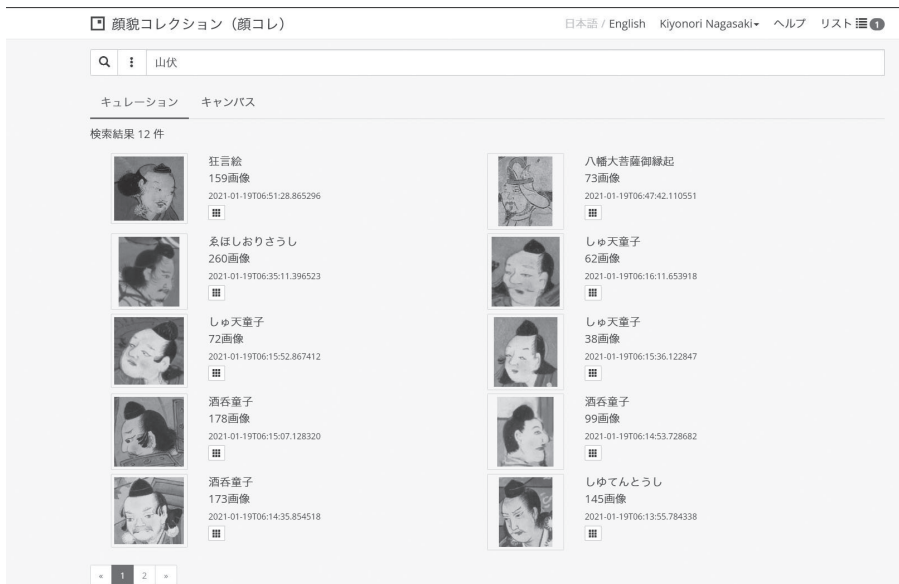 顔貌コレクション（顔コレ）
日本語 / English Kiyonori Nagasaki ヘルプ リスト 1
山伏
キュレーション キャンバス
検索結果 12 件
狂言絵
159画像
2021-01-19T06:51:28.865296
八幡大菩薩御縁起
73画像
2021-01-19T06:47:42.110551
ゑほしおりさうし
260画像
2021-01-19T06:35:11.396523
しゅ天童子
62画像
2021-01-19T06:16:11.653918
しゅ天童子
72画像
2021-01-19T06:15:52.867412
しゅ天童子
38画像
2021-01-19T06:15:36.122847
酒呑童子
178画像
2021-01-19T06:15:07.128320
酒呑童子
99画像
2021-01-19T06:14:53.728682
酒呑童子
173画像
2021-01-19T06:14:35.854518
しゆてんとうし
145画像
2021-01-19T06:13:55.784338
« 1 2 »